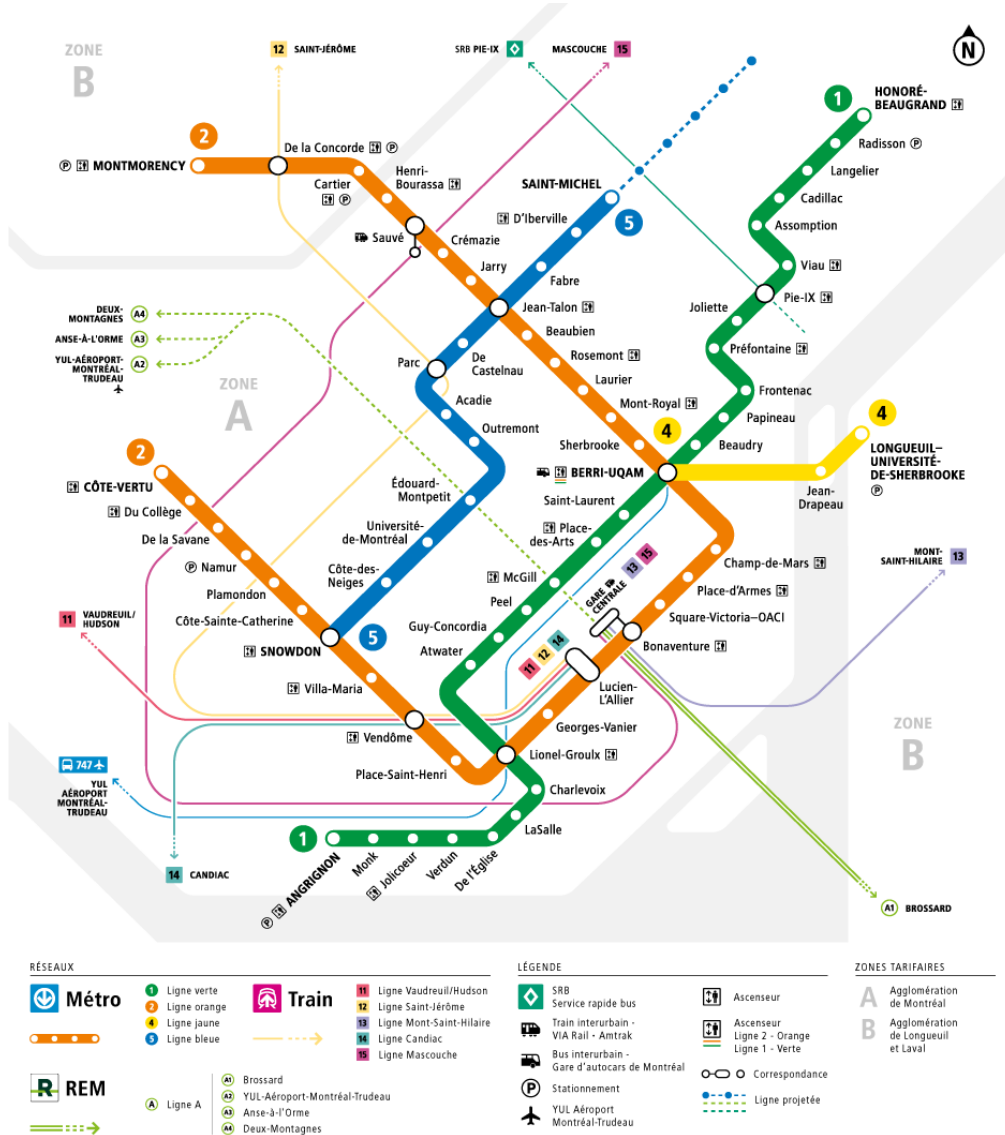 ZONE
B
12 SAINT-JÉRÔME
SRB PIE-IX
MASCOUCHE 15
N
1
HONORÉ-
BEAUGRAND
2
P MONTMORENCY
De la Concorde P
Cartier
P
Henri-
Bourassa
Sauvé
Crémazie
Jarry
SAINT-MICHEL
D'Iberville
5
Fabre
Jean-Talon
Radisson P
Langelier
Cadillac
Assomption
Viau
Pie-IX
Joliette
Préfontaine
Frontenac
Papineau
Beaudry
DEUX-
MONTAGNES
A4
ANSE-À-L'ORME A3
YUL-AÉROPORT-
MONTRÉAL-
TRUDEAU
A2
ZONE
A
Parc
De
Castelnau
Acadie
Outremont
Édouard-
Montpetit
Université-
de-Montréal
Côte-des-
Neiges
Beaubien
Rosemont
Laurier
Mont-Royal
Sherbrooke
4
BERRI-UQAM
4
LONGUEUIL–
UNIVERSITÉ-
DE-SHERBROOKE
P
Jean-
Drapeau
2
CÔTE-VERTU
Du Collège
De la Savane
P Namur
Plamondon
Côte-Sainte-Catherine
SNOWDON
5
Villa-Maria
Vendôme
Place-Saint-Henri
Saint-Laurent
Place-
des-Arts
McGill
Peel
Guy-Concordia
Atwater
GARE
CENTRALE
13 15
Champ-de-Mars
Place-d'Armes
Square-Victoria–OACI
Bonaventure
11 12 14
Lucien-
L'Allier
Georges-Vanier
Lionel-Groulx
Charlevoix
LaSalle
De l'Église
Verdun
Jolicoeur
Monk
P ANGRIGNON
1
MONT-
SAINT-HILAIRE
13
11 VAUDREUIL/
HUDSON
747
YUL
AÉROPORT
MONTRÉAL-
TRUDEAU
14 CANDIAC
ZONE
B
A1 BROSSARD
RÉSEAUX
Métro
1 Ligne verte
2 Ligne orange
4 Ligne jaune
5 Ligne bleue
Train
11 Ligne Vaudreuil/Hudson
12 Ligne Saint-Jérôme
13 Ligne Mont-Saint-Hilaire
14 Ligne Candiac
15 Ligne Mascouche
R REM
A Ligne A
A1 Brossard
A2 YUL-Aéroport-Montréal-Trudeau
A3 Anse-à-l'Orme
A4 Deux-Montagnes
LÉGENDE
SRB
Service rapide bus
Train interurbain -
VIA Rail - Amtrak
Bus interurbain -
Gare d'autocars de Montréal
P Stationnement
YUL Aéroport
Montréal-Trudeau
Ascenseur
Ascenseur
Ligne 2 - Orange
Ligne 1 - Verte
Correspondance
Ligne projetée
ZONES TARIFAIRES
A Agglomération
de Montréal
B Agglomération
de Longueuil
et Laval